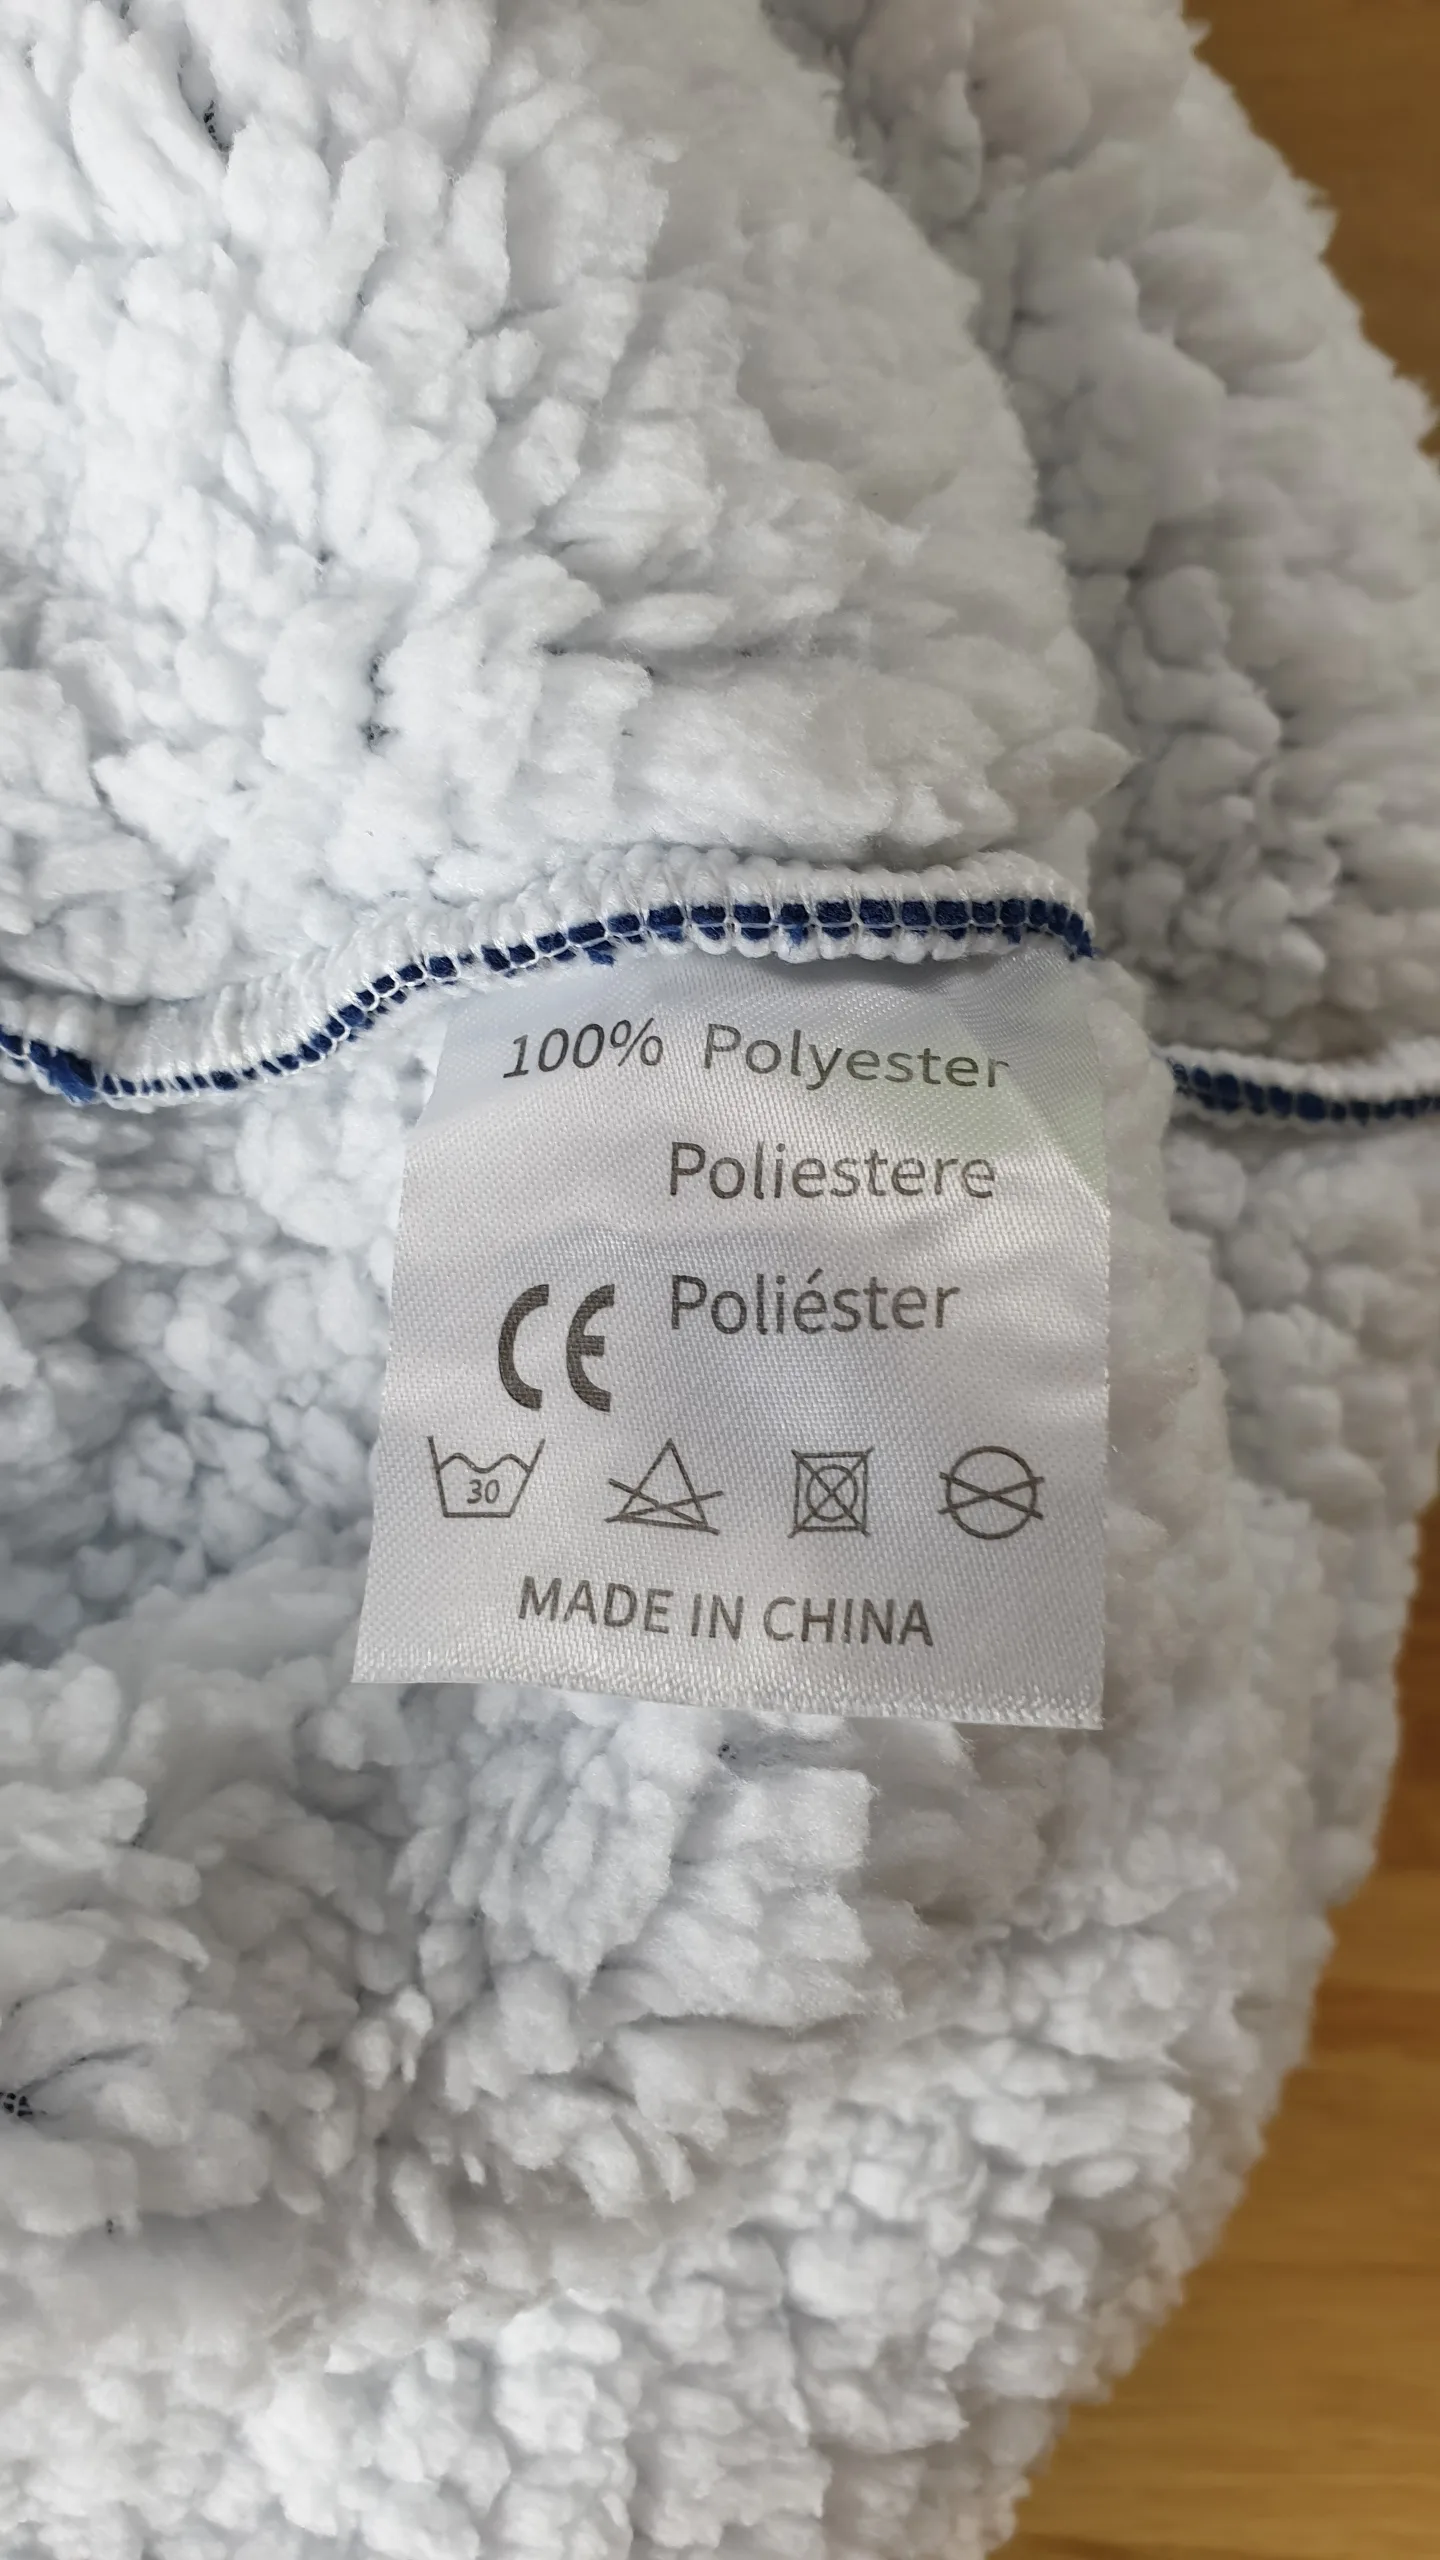 100% Polyester
Poliestere
CE Poliéster
30
MADE IN CHINA